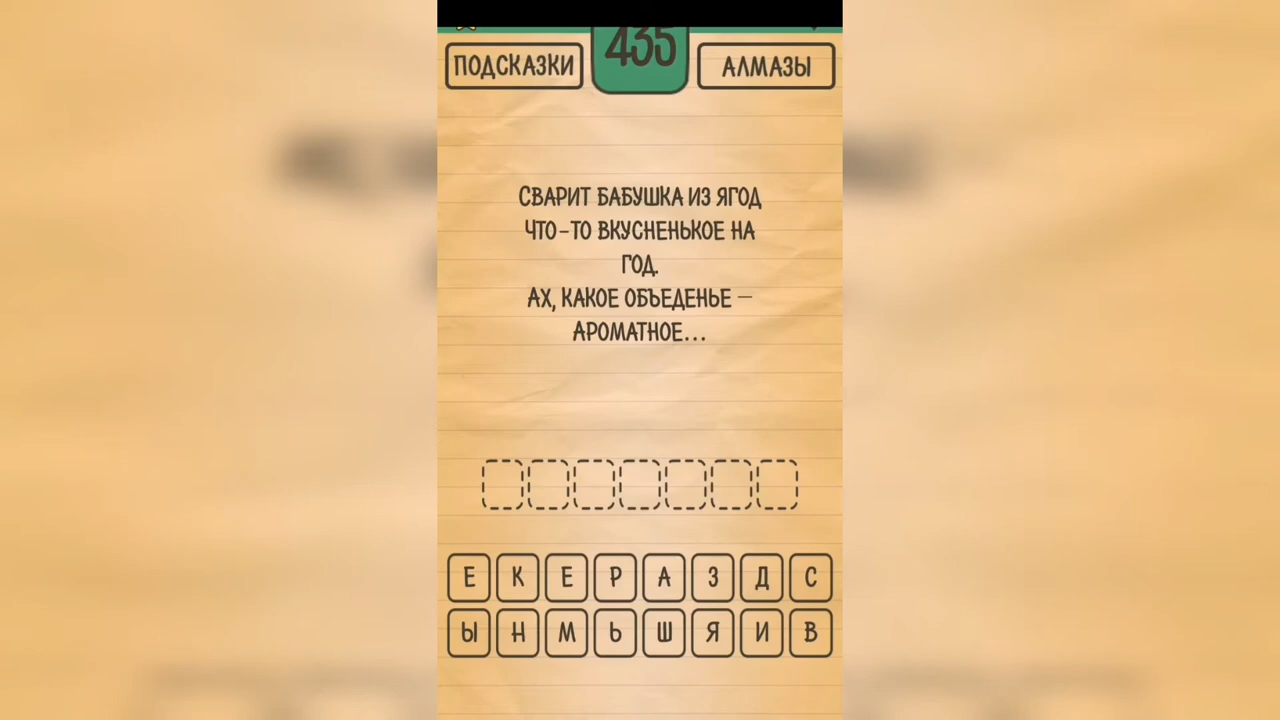 435
ПОДСКАЗКИ
АЛМАЗЫ
СВАРИТ БАБУШКА ИЗ ЯГОД
ЧТО-ТО ВКУСНЕНЬКОЕ НА
ГОД.
АХ, КАКОЕ ОБЪЕДЕНЬЕ –
АРОМАТНОЕ...
Е К Е Р А З Д С
Ы Н М Ь Ш Я И В